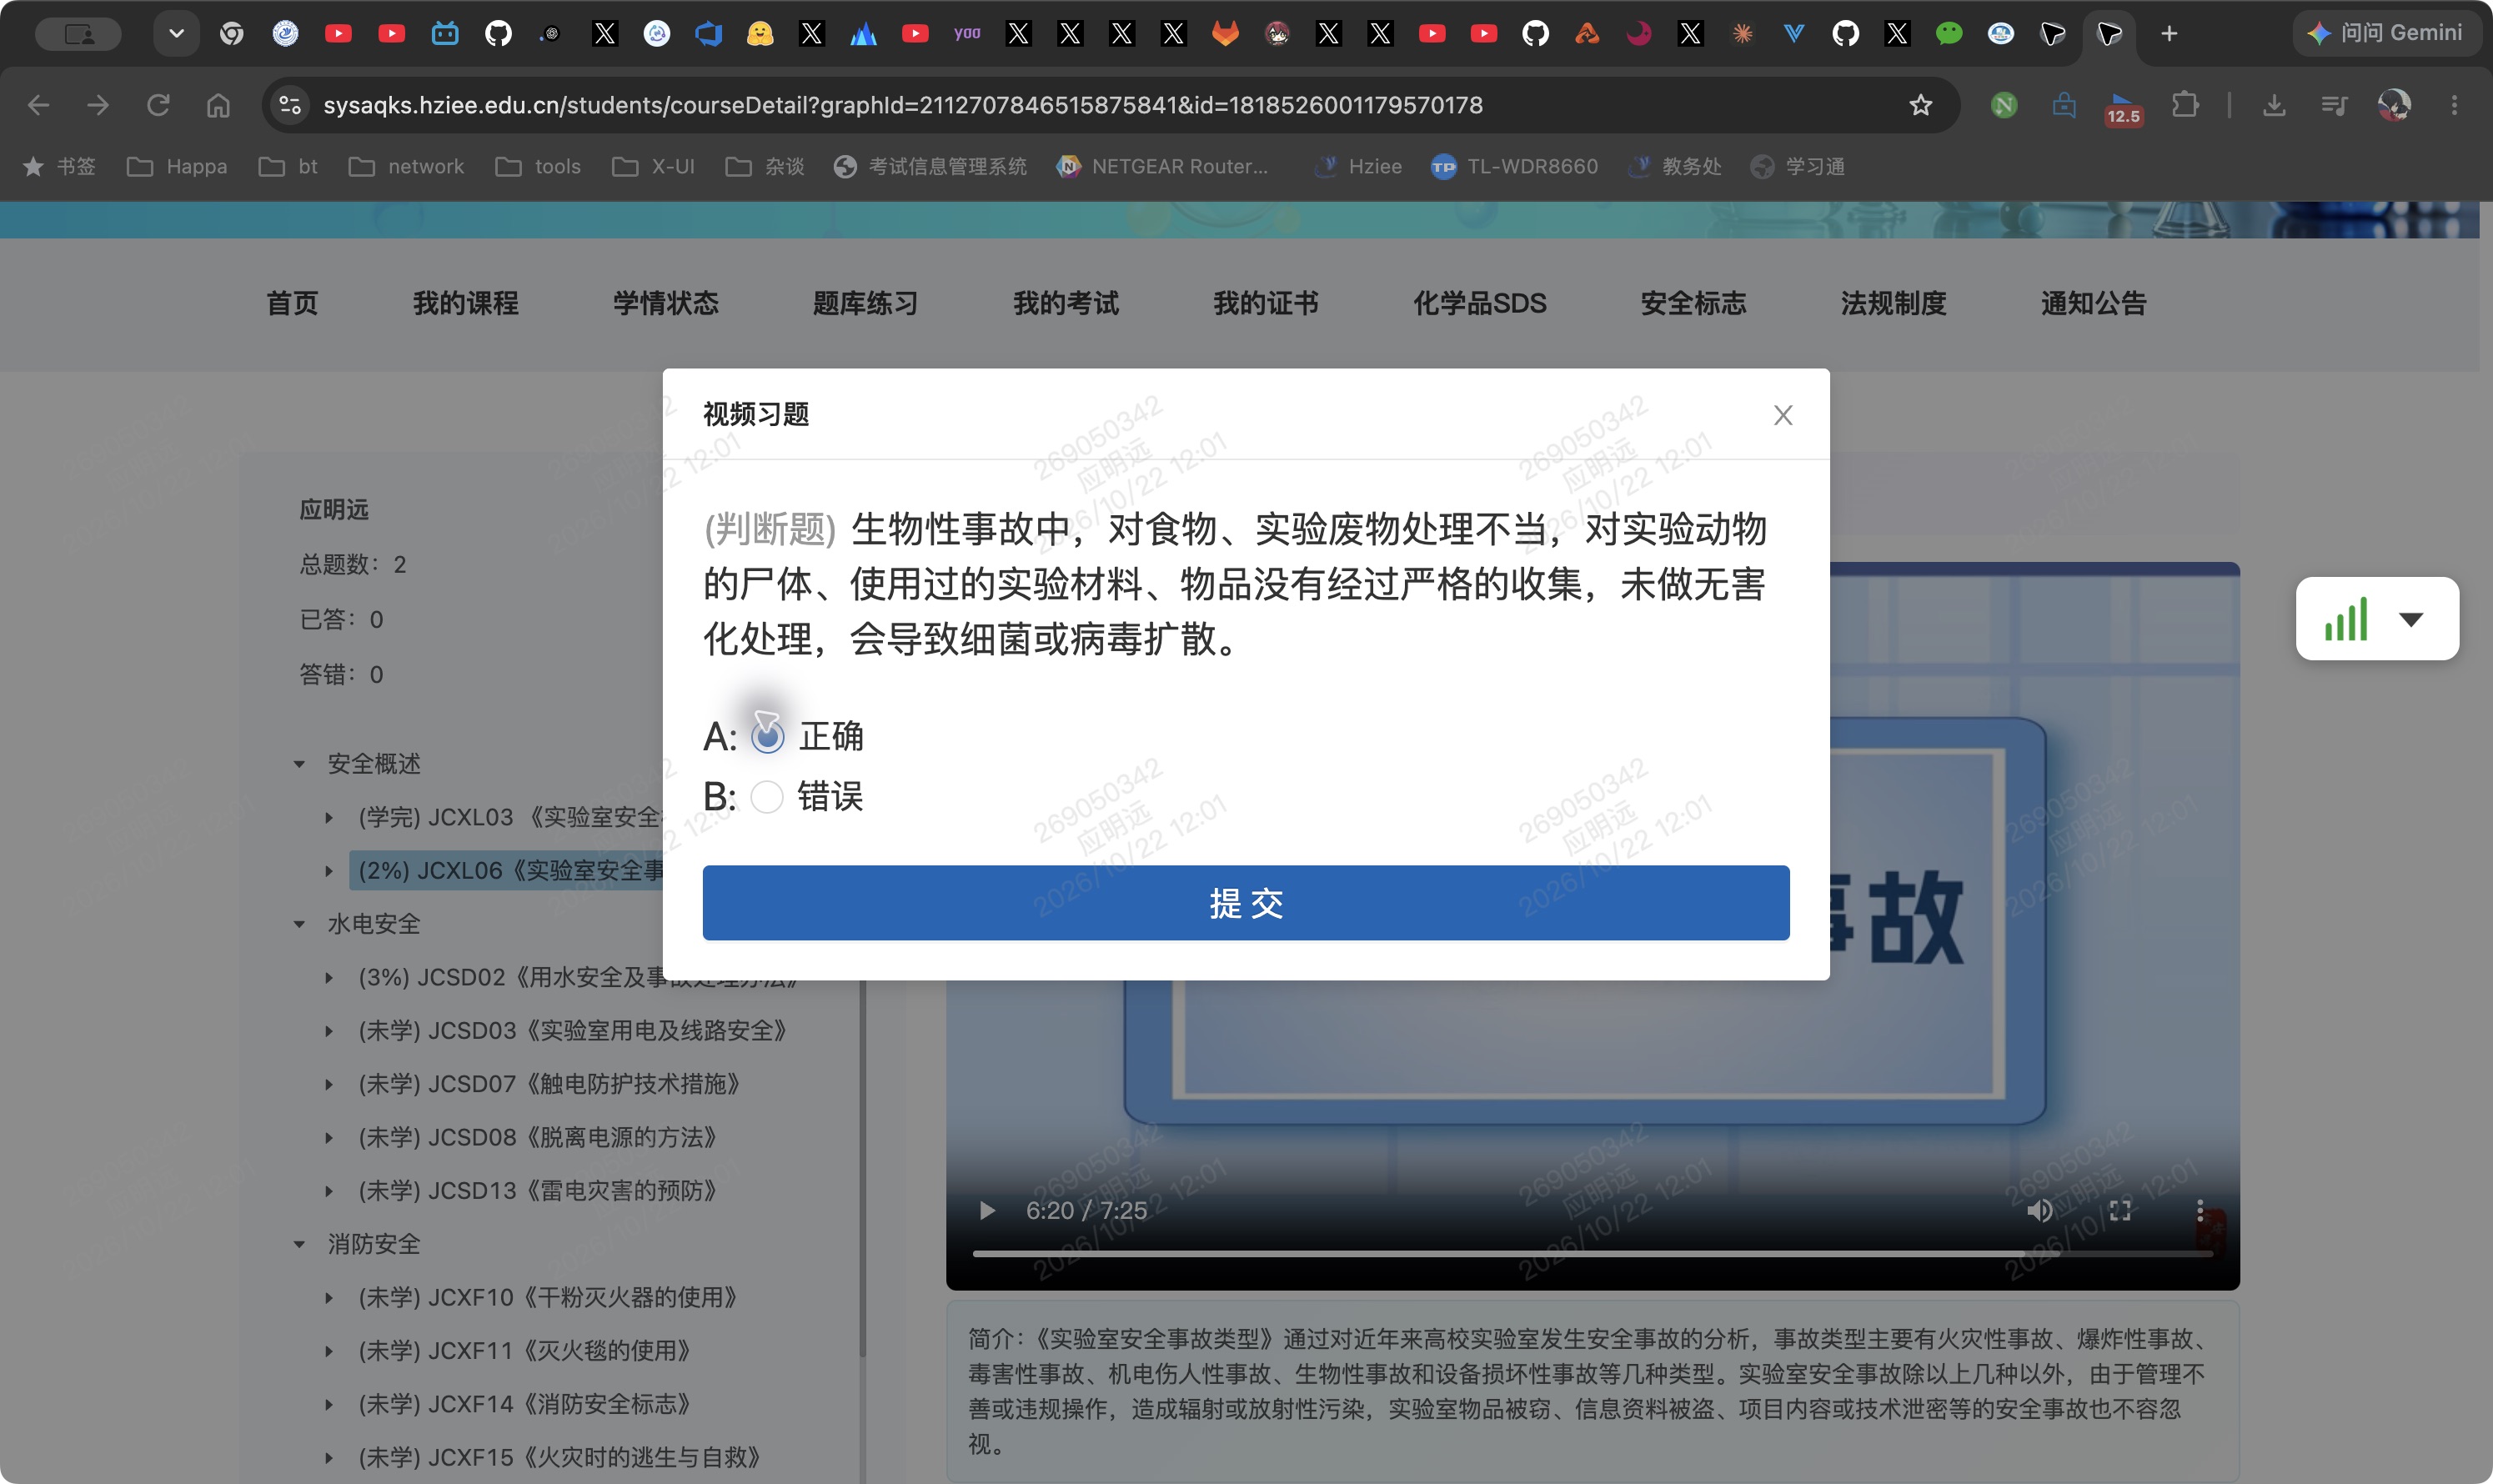 yoo
问问 Gemini
sysaqks.hziee.edu.cn/students/courseDetail?graphId=2112707846515875841&id=1818526001179570178
12.5
书签
Happa
bt
network
tools
X-UI
杂谈
考试信息管理系统
NETGEAR Router...
Hziee
TL-WDR8660
教务处
学习通
首页
我的课程
学情状态
题库练习
我的考试
我的证书
化学品SDS
安全标志
法规制度
通知公告
视频习题
(判断题) 生物性事故中，对食物、实验废物处理不当，对实验动物
的尸体、使用过的实验材料、物品没有经过严格的收集，未做无害
化处理，会导致细菌或病毒扩散。
A: 正确
B: 错误
提 交
应明远
总题数：2
已答：0
答错：0
安全概述
(学完) JCXL03 《实验室安全
(2%) JCXL06《实验室安全事
水电安全
(3%) JCSD02《用水安全及事故处理办法》
(未学) JCSD03《实验室用电及线路安全》
(未学) JCSD07《触电防护技术措施》
(未学) JCSD08《脱离电源的方法》
(未学) JCSD13《雷电灾害的预防》
消防安全
(未学) JCXF10《干粉灭火器的使用》
(未学) JCXF11《灭火毯的使用》
(未学) JCXF14《消防安全标志》
(未学) JCXF15《火灾时的逃生与自救》
事故
6:20 / 7:25
简介：《实验室安全事故类型》通过对近年来高校实验室发生安全事故的分析，事故类型主要有火灾性事故、爆炸性事故、
毒害性事故、机电伤人性事故、生物性事故和设备损坏性事故等几种类型。实验室安全事故除以上几种以外，由于管理不
善或违规操作，造成辐射或放射性污染，实验室物品被窃、信息资料被盗、项目内容或技术泄密等的安全事故也不容忽
视。
269050342
应明远
2026/10/22 12:01